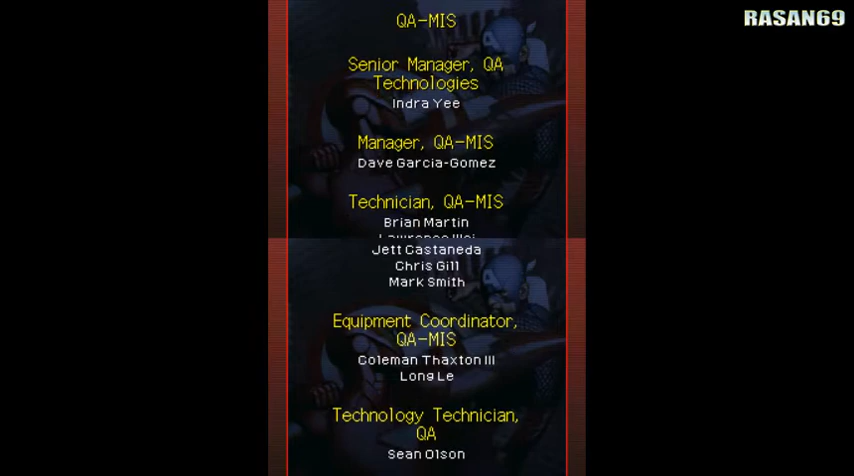 RASAN69
QA-MIS
Senior Manager, QA
Technologies
Indra Yee
Manager, QA-MIS
Dave Garcia-Gomez
Technician, QA-MIS
Brian Martin
Jett Castaneda
Chris Gill
Mark Smith
Equipment Coordinator,
QA-MIS
Coleman Thaxton III
Long Le
Technology Technician,
QA
Sean Olson